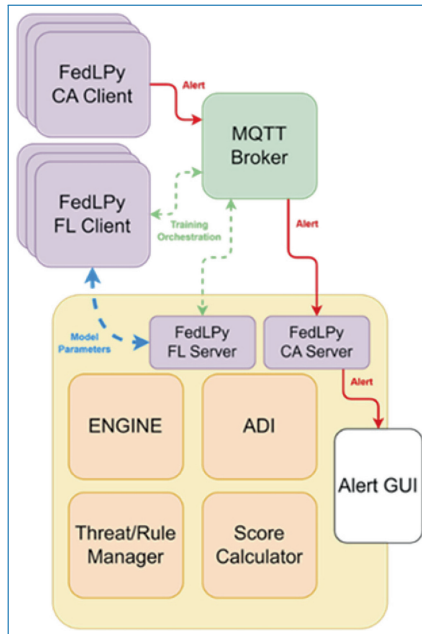 FedLPy
CA Client
Alert
MQTT
Broker
FedLPy
FL Client
Training
Orchestration
Alert
Model
Parameters
FedLPy
FL Server
FedLPy
CA Server
Alert
ENGINE
ADI
Alert GUI
Threat/Rule
Manager
Score
Calculator